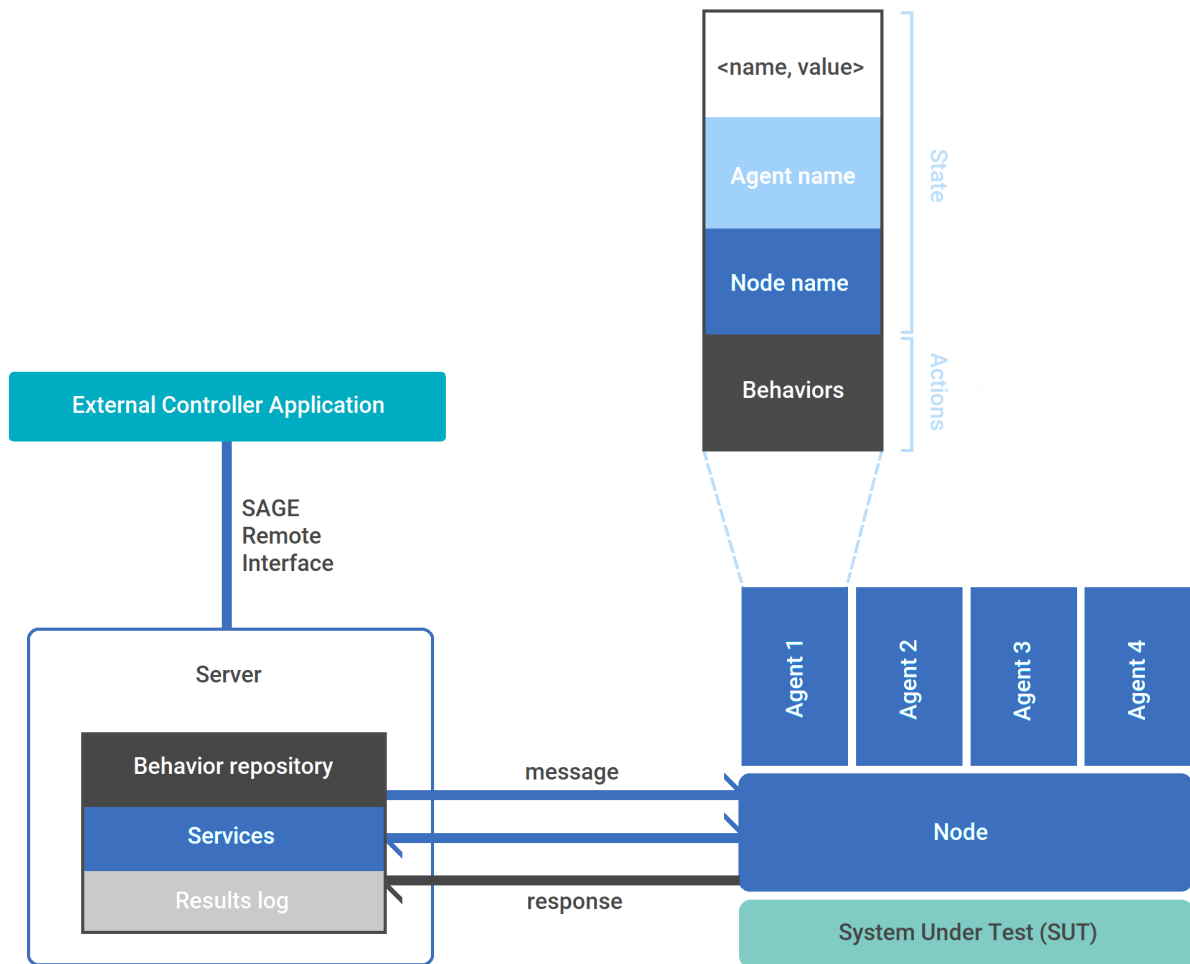 <name, value>
Agent name
Node name
Behaviors
State
Actions
External Controller Application
SAGE
Remote
Interface
Server
Behavior repository
Services
Results log
message
response
Agent 1
Agent 2
Agent 3
Agent 4
Node
System Under Test (SUT)